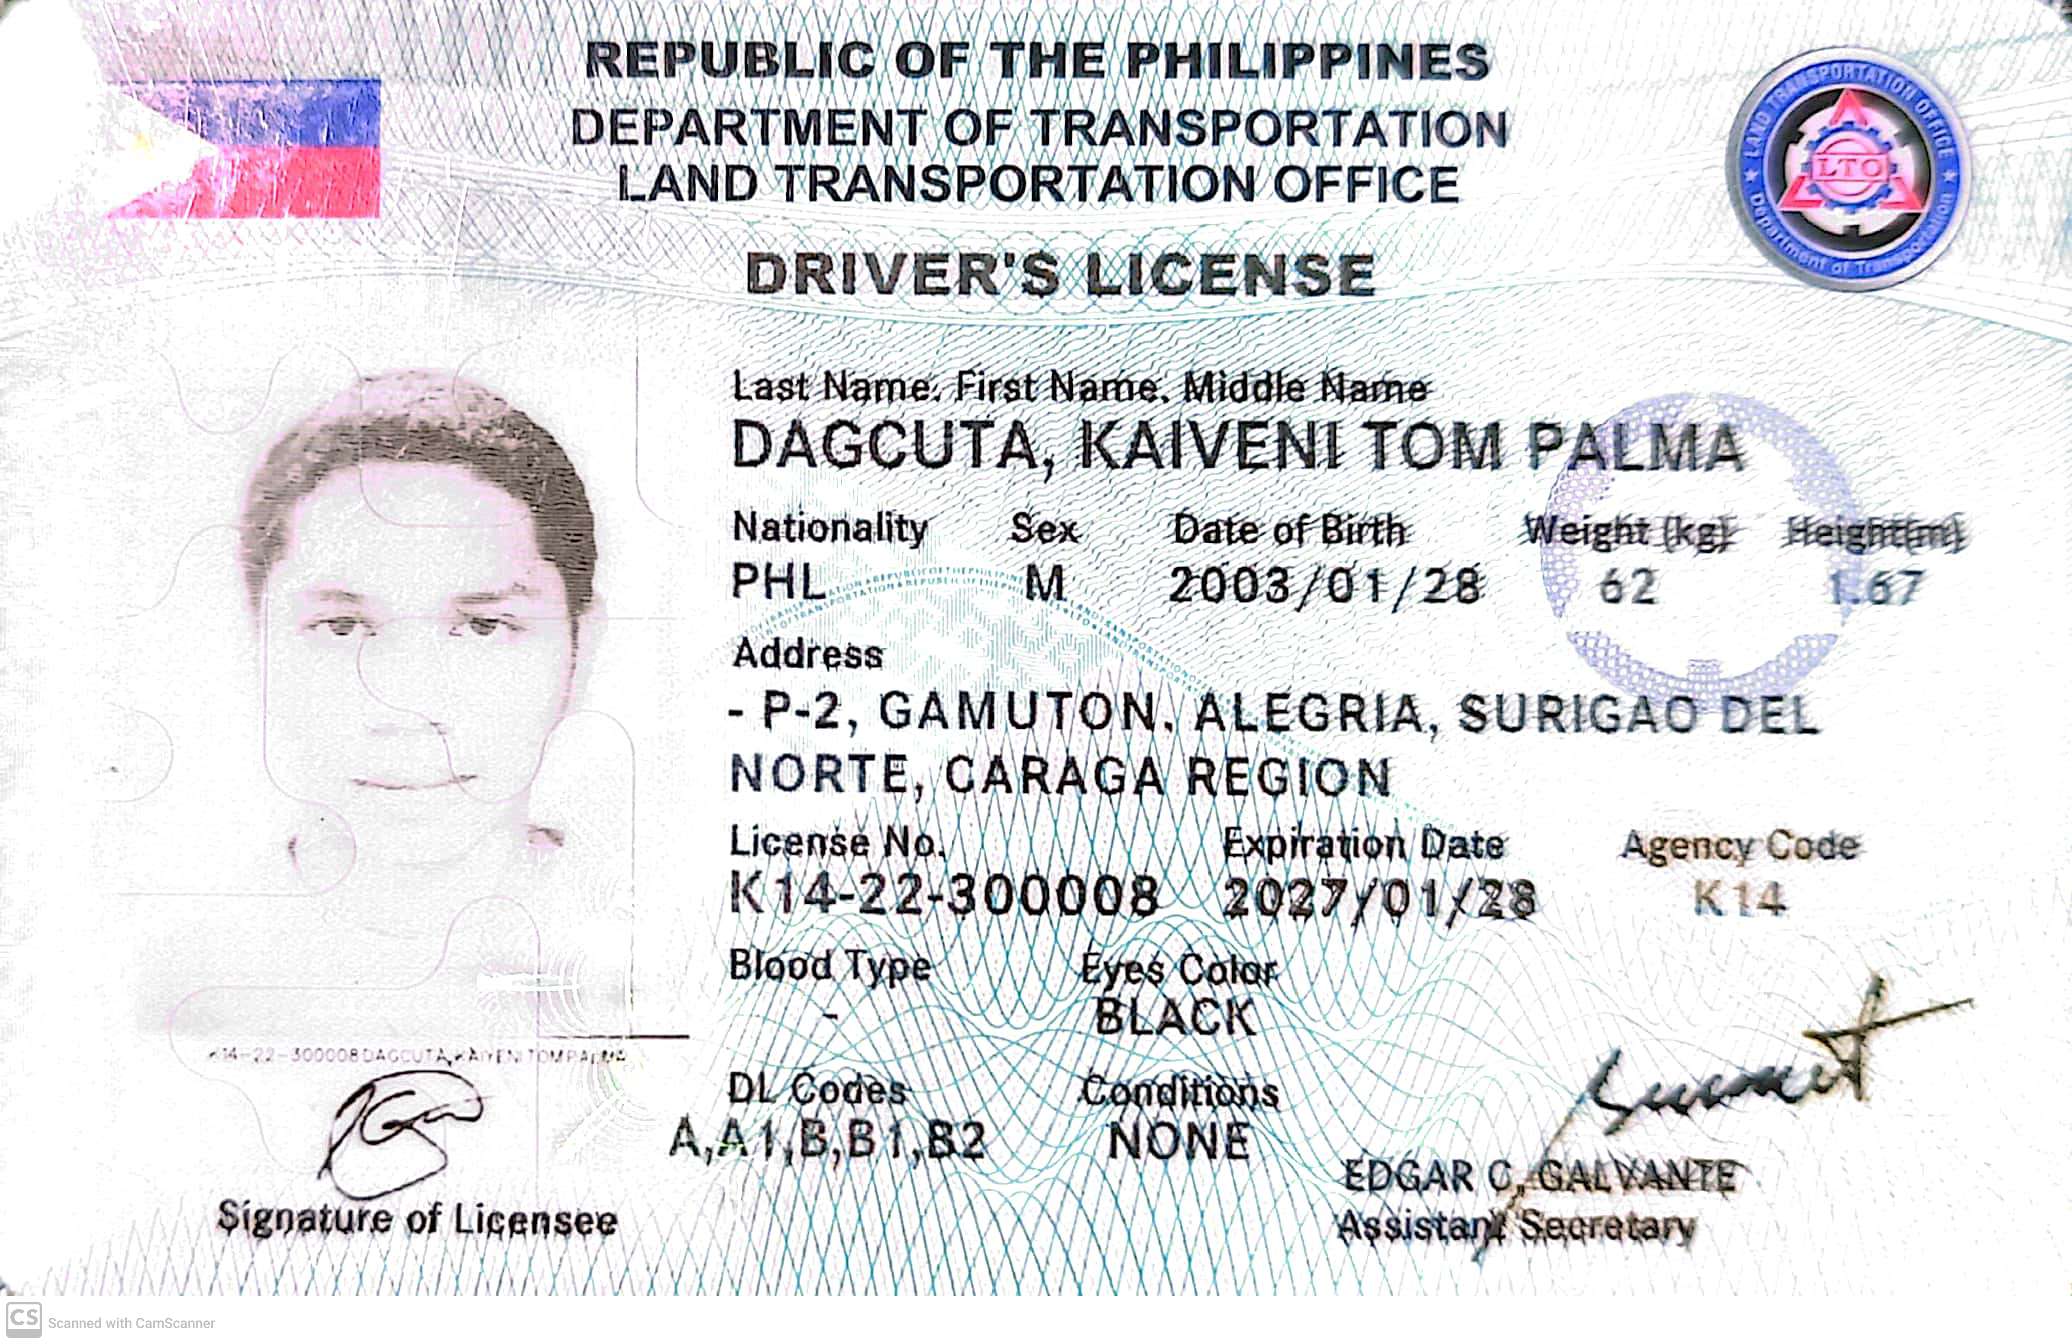 REPUBLIC OF THE PHILIPPINES
DEPARTMENT OF TRANSPORTATION
LAND TRANSPORTATION OFFICE
LAND TRANSPORTATION OFFICE
LTO
Department of Transportation
DRIVER'S LICENSE
Last Name, First Name, Middle Name
DAGCUTA, KAIVENI TOM PALMA
Nationality Sex Date of Birth Weight (kg) Height(m)
PHL M 2003/01/28 62 1.67
Address
- P-2, GAMUTON, ALEGRIA, SURIGAO DEL
NORTE, CARAGA REGION
License No. Expiration Date Agency Code
K14-22-300008 2027/01/28 K14
Blood Type Eyes Color
- BLACK
K14-22-300008DAGCUTA,KAIVENI TOM PALMA
DL Codes Conditions
A,A1,B,B1,B2 NONE
EDGAR C. GALVANTE
Signature of Licensee Assistant Secretary
CS Scanned with CamScanner